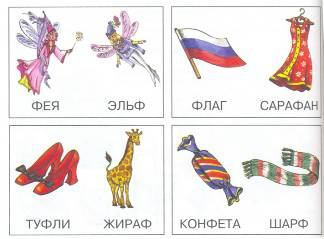 ФЕЯ ЭЛЬФ
ФЛАГ САРАФАН
ТУФЛИ ЖИРАФ
КОНФЕТА ШАРФ